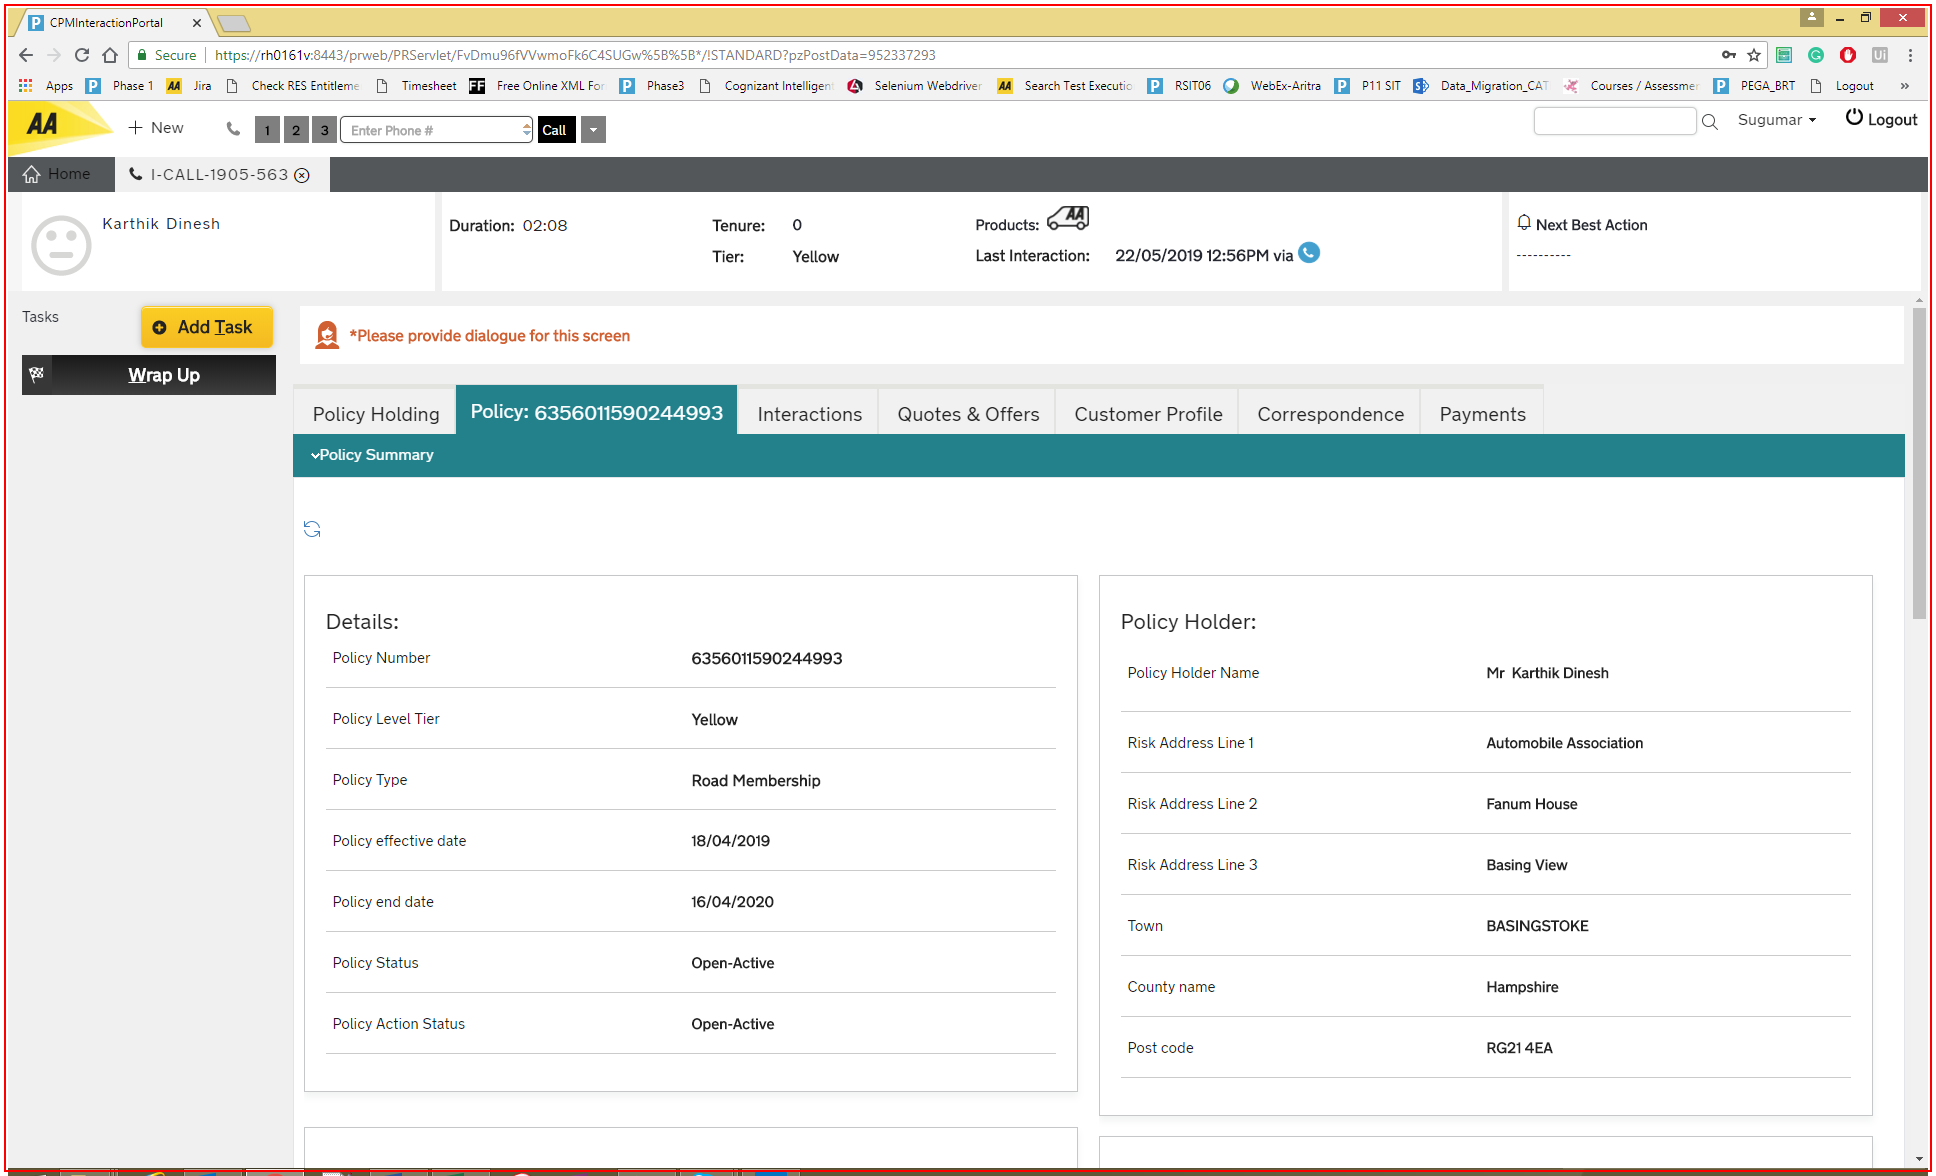 CPMInteractionPortal
Secure https://rh0161v:8443/prweb/PRServlet/FvDmu96fVVwmoFk6C4SUGw%5B%5B*/!STANDARD?pzPostData=952337293
Apps Phase 1 Jira Check RES Entitleme Timesheet Free Online XML For Phase3 Cognizant Intelligen Selenium Webdriver Search Test Executio RSIT06 WebEx-Aritra P11 SIT Data_Migration_CAT Courses / Assessmer PEGA_BRT Logout »
AA + New 1 2 3 Enter Phone # Call Sugumar Logout
Home I-CALL-1905-563
Karthik Dinesh Duration: 02:08 Tenure: 0 Products: AA Next Best Action
Tier: Yellow Last Interaction: 22/05/2019 12:56PM via ----------
Tasks Add Task
*Please provide dialogue for this screen
Wrap Up
Policy Holding Policy: 6356011590244993 Interactions Quotes & Offers Customer Profile Correspondence Payments
Policy Summary
Details:
Policy Number 6356011590244993
Policy Level Tier Yellow
Policy Type Road Membership
Policy effective date 18/04/2019
Policy end date 16/04/2020
Policy Status Open-Active
Policy Action Status Open-Active
Policy Holder:
Policy Holder Name Mr Karthik Dinesh
Risk Address Line 1 Automobile Association
Risk Address Line 2 Fanum House
Risk Address Line 3 Basing View
Town BASINGSTOKE
County name Hampshire
Post code RG21 4EA